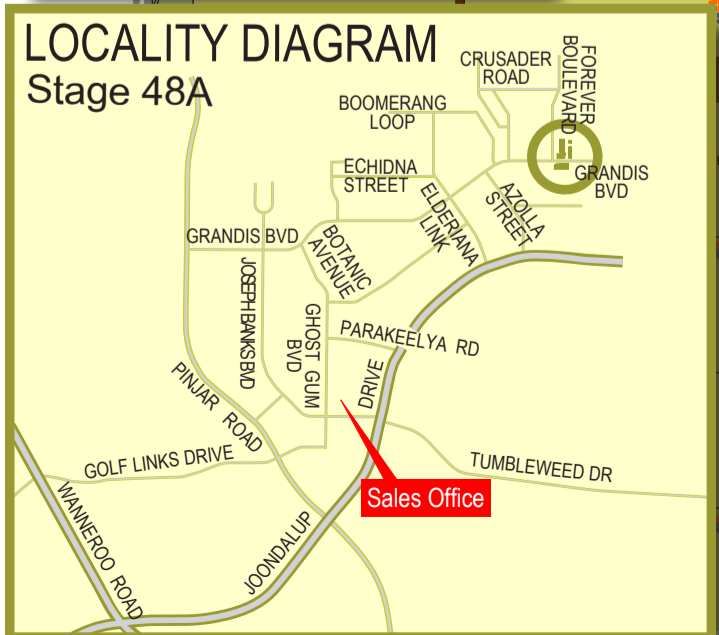 LOCALITY DIAGRAM
Stage 48A
CRUSADER
ROAD
FOREVER
BOULEVARD
BOOMERANG
LOOP
ECHIDNA
STREET
GRANDIS
BVD
ELDERIANA
LINK
AZOLLA
STREET
GRANDIS BVD
BOTANIC
AVENUE
JOSEPH BANKS BVD
GHOST GUM
BVD
PARAKEELYA RD
PINJAR ROAD
DRIVE
GOLF LINKS DRIVE
TUMBLEWEED DR
Sales Office
WANNEROO ROAD
JOONDALUP